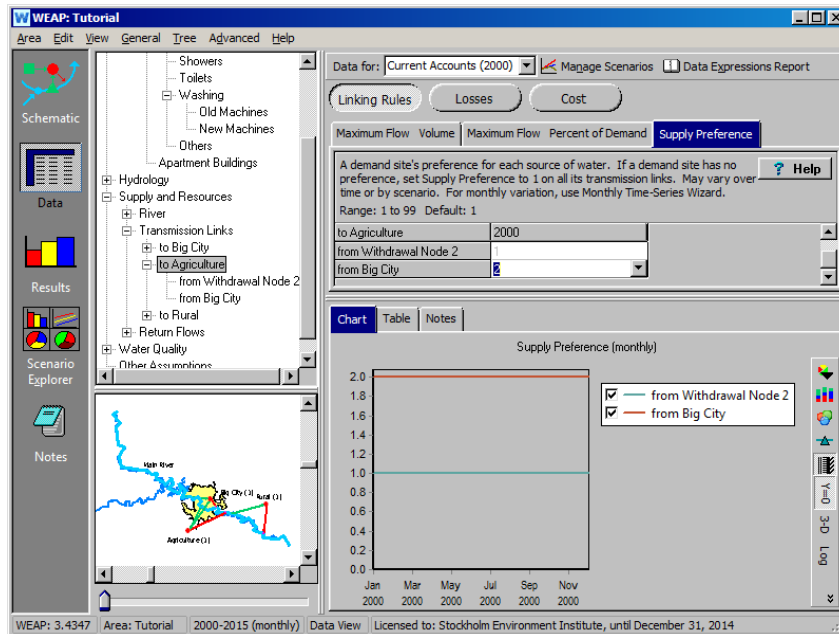 WEAP: Tutorial
Area Edit View General Tree Advanced Help
Schematic
Data
Results
Scenario
Explorer
Notes
Showers
Toilets
Washing
Old Machines
New Machines
Others
Apartment Buildings
Hydrology
Supply and Resources
River
Transmission Links
to Big City
to Agriculture
from Withdrawal Node 2
from Big City
to Rural
Return Flows
Water Quality
Other Assumptions
Main River
Big City (1)
Rural (1)
Agriculture (1)
Data for: Current Accounts (2000) Manage Scenarios Data Expressions Report
Linking Rules Losses Cost
Maximum Flow Volume Maximum Flow Percent of Demand Supply Preference
A demand site's preference for each source of water. If a demand site has no
preference, set Supply Preference to 1 on all its transmission links. May vary over
time or by scenario. For monthly variation, use Monthly Time-Series Wizard.
Range: 1 to 99 Default: 1
? Help
to Agriculture 2000
from Withdrawal Node 2 1
from Big City 2
Chart Table Notes
Supply Preference (monthly)
2.0
1.8
1.6
1.4
1.2
1.0
0.8
0.6
0.4
0.2
0.0
Jan Mar May Jul Sep Nov
2000 2000 2000 2000 2000 2000
from Withdrawal Node 2
from Big City
Y=0
3-D
Log
WEAP: 3.4347 Area: Tutorial 2000-2015 (monthly) Data View Licensed to: Stockholm Environment Institute, until December 31, 2014